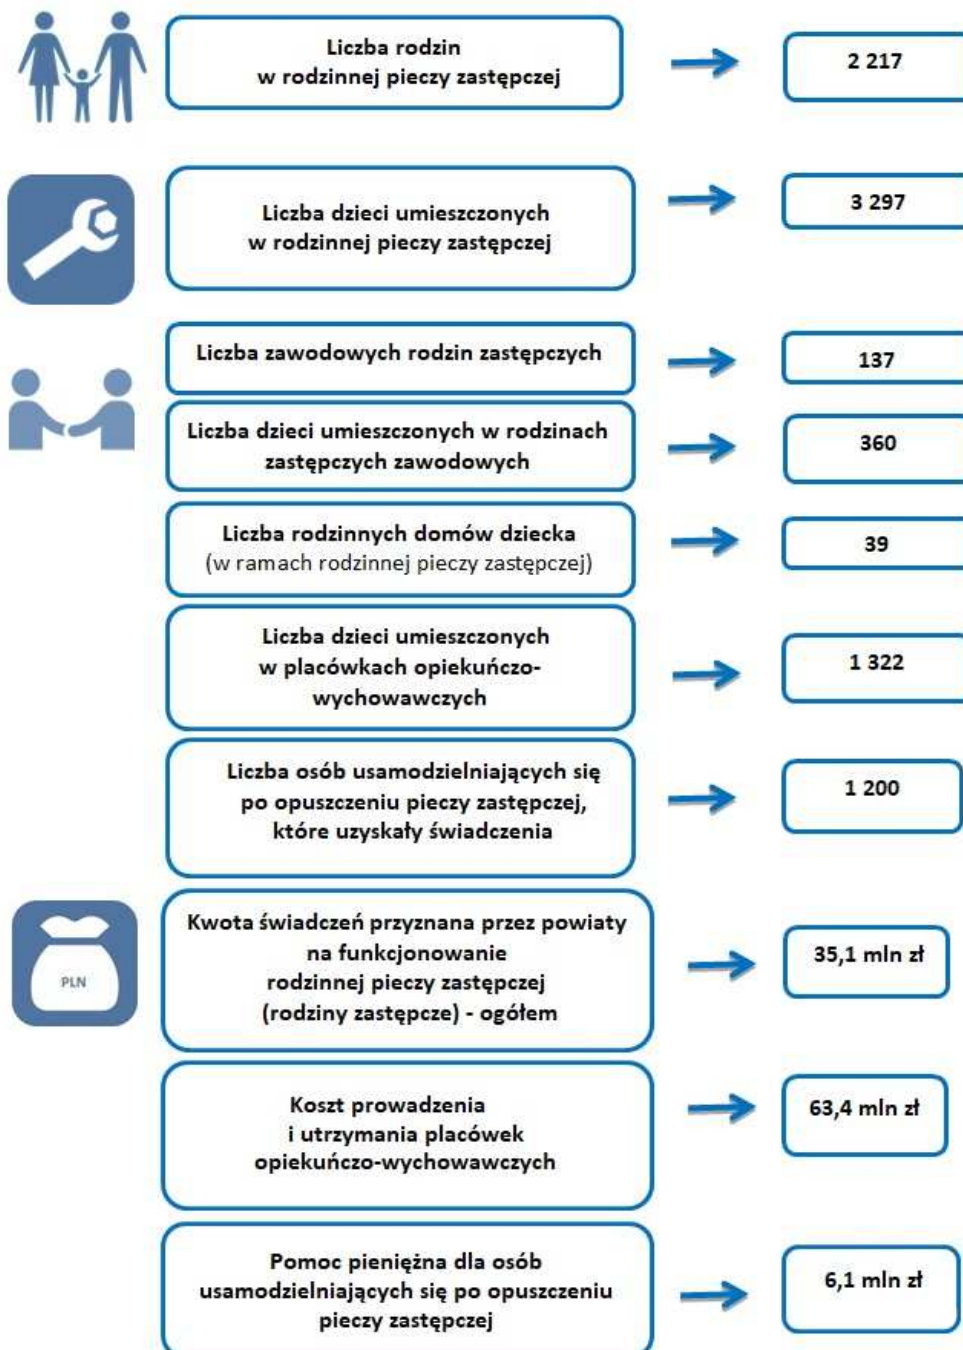 Liczba rodzin
w rodzinnej pieczy zastępczej
2 217
Liczba dzieci umieszczonych
w rodzinnej pieczy zastępczej
3 297
Liczba zawodowych rodzin zastępczych
137
Liczba dzieci umieszczonych w rodzinach
zastępczych zawodowych
360
Liczba rodzinnych domów dziecka
(w ramach rodzinnej pieczy zastępczej)
39
Liczba dzieci umieszczonych
w placówkach opiekuńczo-
wychowawczych
1 322
Liczba osób usamodzielniających się
po opuszczeniu pieczy zastępczej,
które uzyskały świadczenia
1 200
PLN
Kwota świadczeń przyznana przez powiaty
na funkcjonowanie
rodzinnej pieczy zastępczej
(rodziny zastępcze) - ogółem
35,1 mln zł
Koszt prowadzenia
i utrzymania placówek
opiekuńczo-wychowawczych
63,4 mln zł
Pomoc pieniężna dla osób
usamodzielniających się po opuszczeniu
pieczy zastępczej
6,1 mln zł